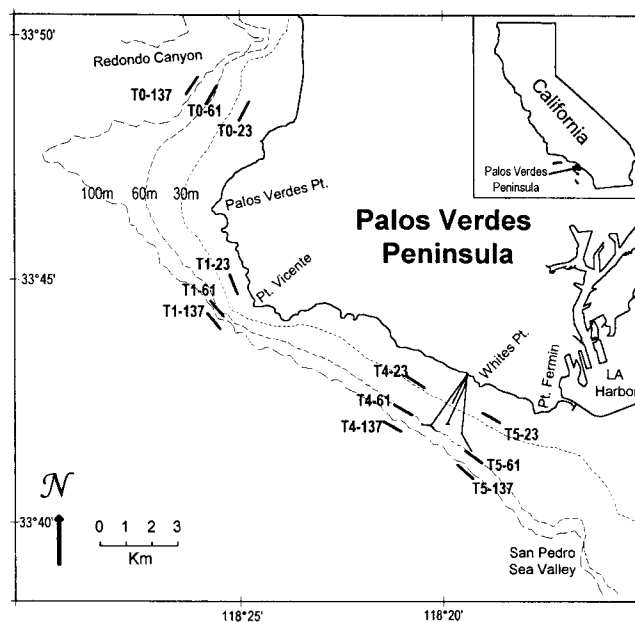 33°50'
Redondo Canyon
T0-137
T0-61
T0-23
California
Palos Verdes
Peninsula
100m 60m 30m
Palos Verdes Pt.
Palos Verdes
Peninsula
33°45'
T1-23
T1-61
T1-137
Pt. Vicente
Whites Pt.
Pt. Fermin
LA
Harbor
T4-23
T4-61
T4-137
T5-23
T5-61
T5-137
N
33°40'
0 1 2 3
Km
San Pedro
Sea Valley
118°25'
118°20'